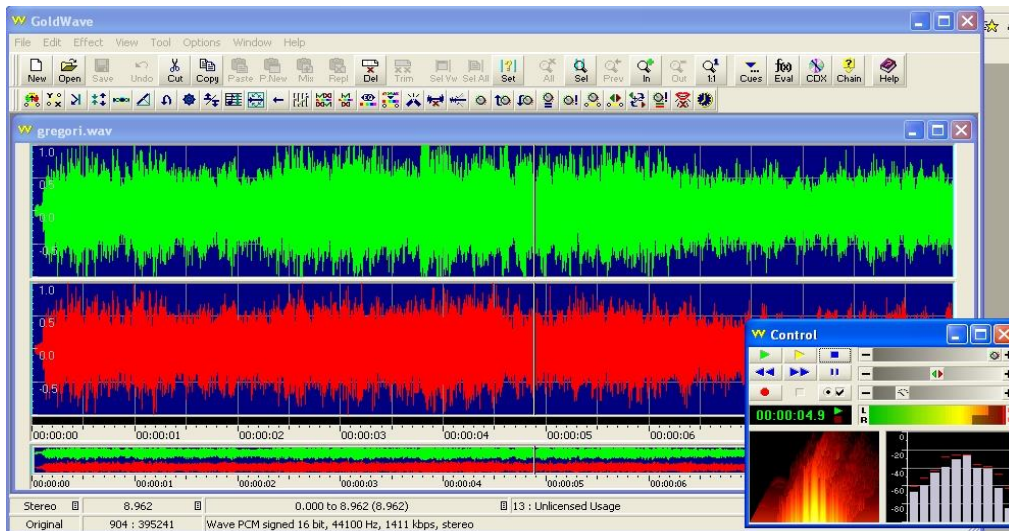 GoldWave
File Edit Effect View Tool Options Window Help
New Open Save Undo Cut Copy Paste P.New Mix Repl Del Trim Sel Vw Sel All Set All Sel Prev In Out 1:1 Cues Eval CDX Chain Help
gregori.wav
1.0
0.5
0.0
-0.5
1.0
0.5
0.0
-0.5
00:00:00 00:00:01 00:00:02 00:00:03 00:00:04 00:00:05 00:00:06
00:00:00 00:00:01 00:00:02 00:00:03 00:00:04 00:00:05 00:00:06
Control
00:00:04.9
L
R
0
-20
-40
-60
-80
Stereo 8.962 0.000 to 8.962 (8.962) 13 : Unlicensed Usage
Original 904 : 395241 Wave PCM signed 16 bit, 44100 Hz, 1411 kbps, stereo